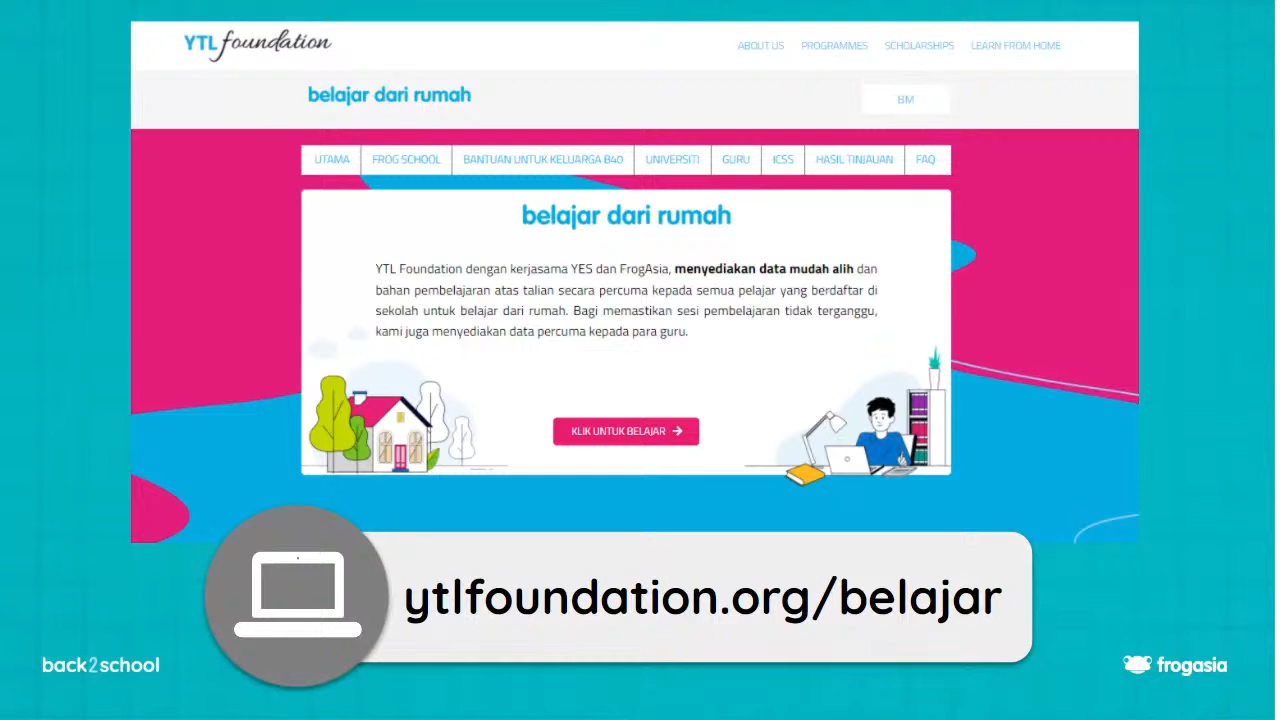 YTL foundation
ABOUT US PROGRAMMES SCHOLARSHIPS LEARN FROM HOME
belajar dari rumah
BM
UTAMA FROG SCHOOL BANTUAN UNTUK KELUARGA B40 UNIVERSITI GURU ICSS HASIL TINJAUAN FAQ
belajar dari rumah
YTL Foundation dengan kerjasama YES dan FrogAsia, menyediakan data mudah alih dan
bahan pembelajaran atas talian secara percuma kepada semua pelajar yang berdaftar di
sekolah untuk belajar dari rumah. Bagi memastikan sesi pembelajaran tidak terganggu,
kami juga menyediakan data percuma kepada para guru.
KLIK UNTUK BELAJAR
ytlfoundation.org/belajar
back2school
frogasia